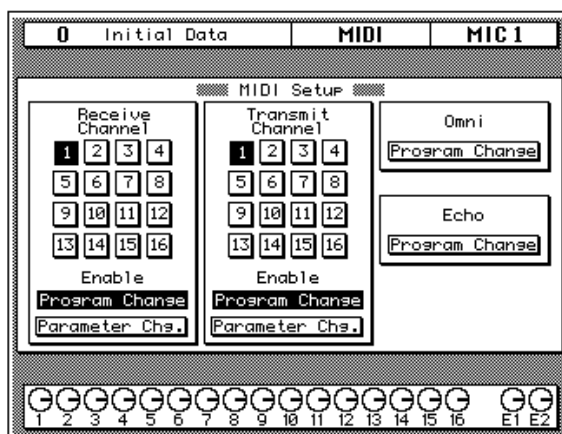 0 Initial Data MIDI MIC 1
MIDI Setup
Receive Channel
1 2 3 4
5 6 7 8
9 10 11 12
13 14 15 16
Enable
Program Change
Parameter Chg.
Transmit Channel
1 2 3 4
5 6 7 8
9 10 11 12
13 14 15 16
Enable
Program Change
Parameter Chg.
Omni
Program Change
Echo
Program Change
1 2 3 4 5 6 7 8 9 10 11 12 13 14 15 16 E1 E2